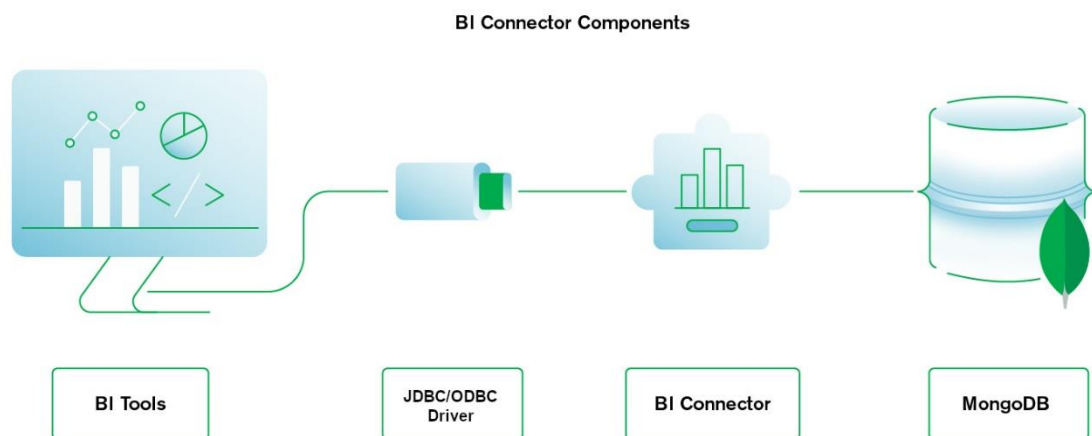 BI Connector Components
BI Tools
JDBC/ODBC
Driver
BI Connector
MongoDB